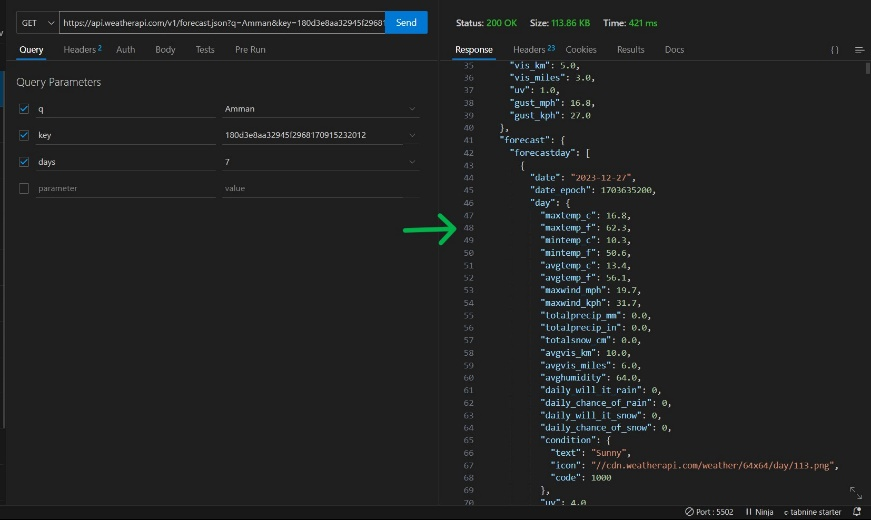 GET
https://api.weatherapi.com/v1/forecast.json?q=Amman&key=180d3e8aa32945f29681
Send
Query
Headers 2
Auth
Body
Tests
Pre Run
Query Parameters
q
Amman
key
180d3e8aa32945f2968170915232012
days
7
parameter
value
Status: 200 OK Size: 113.86 KB Time: 421 ms
Response
Headers 23
Cookies
Results
Docs
{ }
35 "vis_km": 5.0,
36 "vis_miles": 3.0,
37 "uv": 1.0,
38 "gust_mph": 16.8,
39 "gust_kph": 27.0
40 },
41 "forecast": {
42 "forecastday": [
43 {
44 "date": "2023-12-27",
45 "date_epoch": 1703635200,
46 "day": {
47 "maxtemp_c": 16.8,
48 "maxtemp_f": 62.3,
49 "mintemp_c": 10.3,
50 "mintemp_f": 50.6,
51 "avgtemp_c": 13.4,
52 "avgtemp_f": 56.1,
53 "maxwind_mph": 19.7,
54 "maxwind_kph": 31.7,
55 "totalprecip_mm": 0.0,
56 "totalprecip_in": 0.0,
57 "totalsnow_cm": 0.0,
58 "avgvis_km": 10.0,
59 "avgvis_miles": 6.0,
60 "avghumidity": 64.0,
61 "daily_will_it_rain": 0,
62 "daily_chance_of_rain": 0,
63 "daily_will_it_snow": 0,
64 "daily_chance_of_snow": 0,
65 "condition": {
66 "text": "Sunny",
67 "icon": "//cdn.weatherapi.com/weather/64x64/day/113.png",
68 "code": 1000
69 },
70 "uv": 4.0
Port : 5502
Ninja
tabnine starter